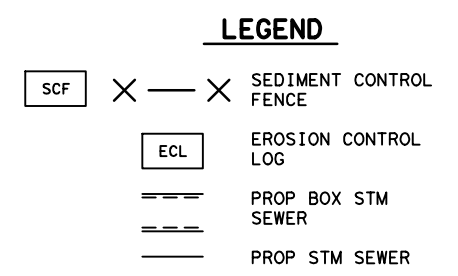 LEGEND
SCF SEDIMENT CONTROL
FENCE
ECL EROSION CONTROL
LOG
PROP BOX STM
SEWER
PROP STM SEWER